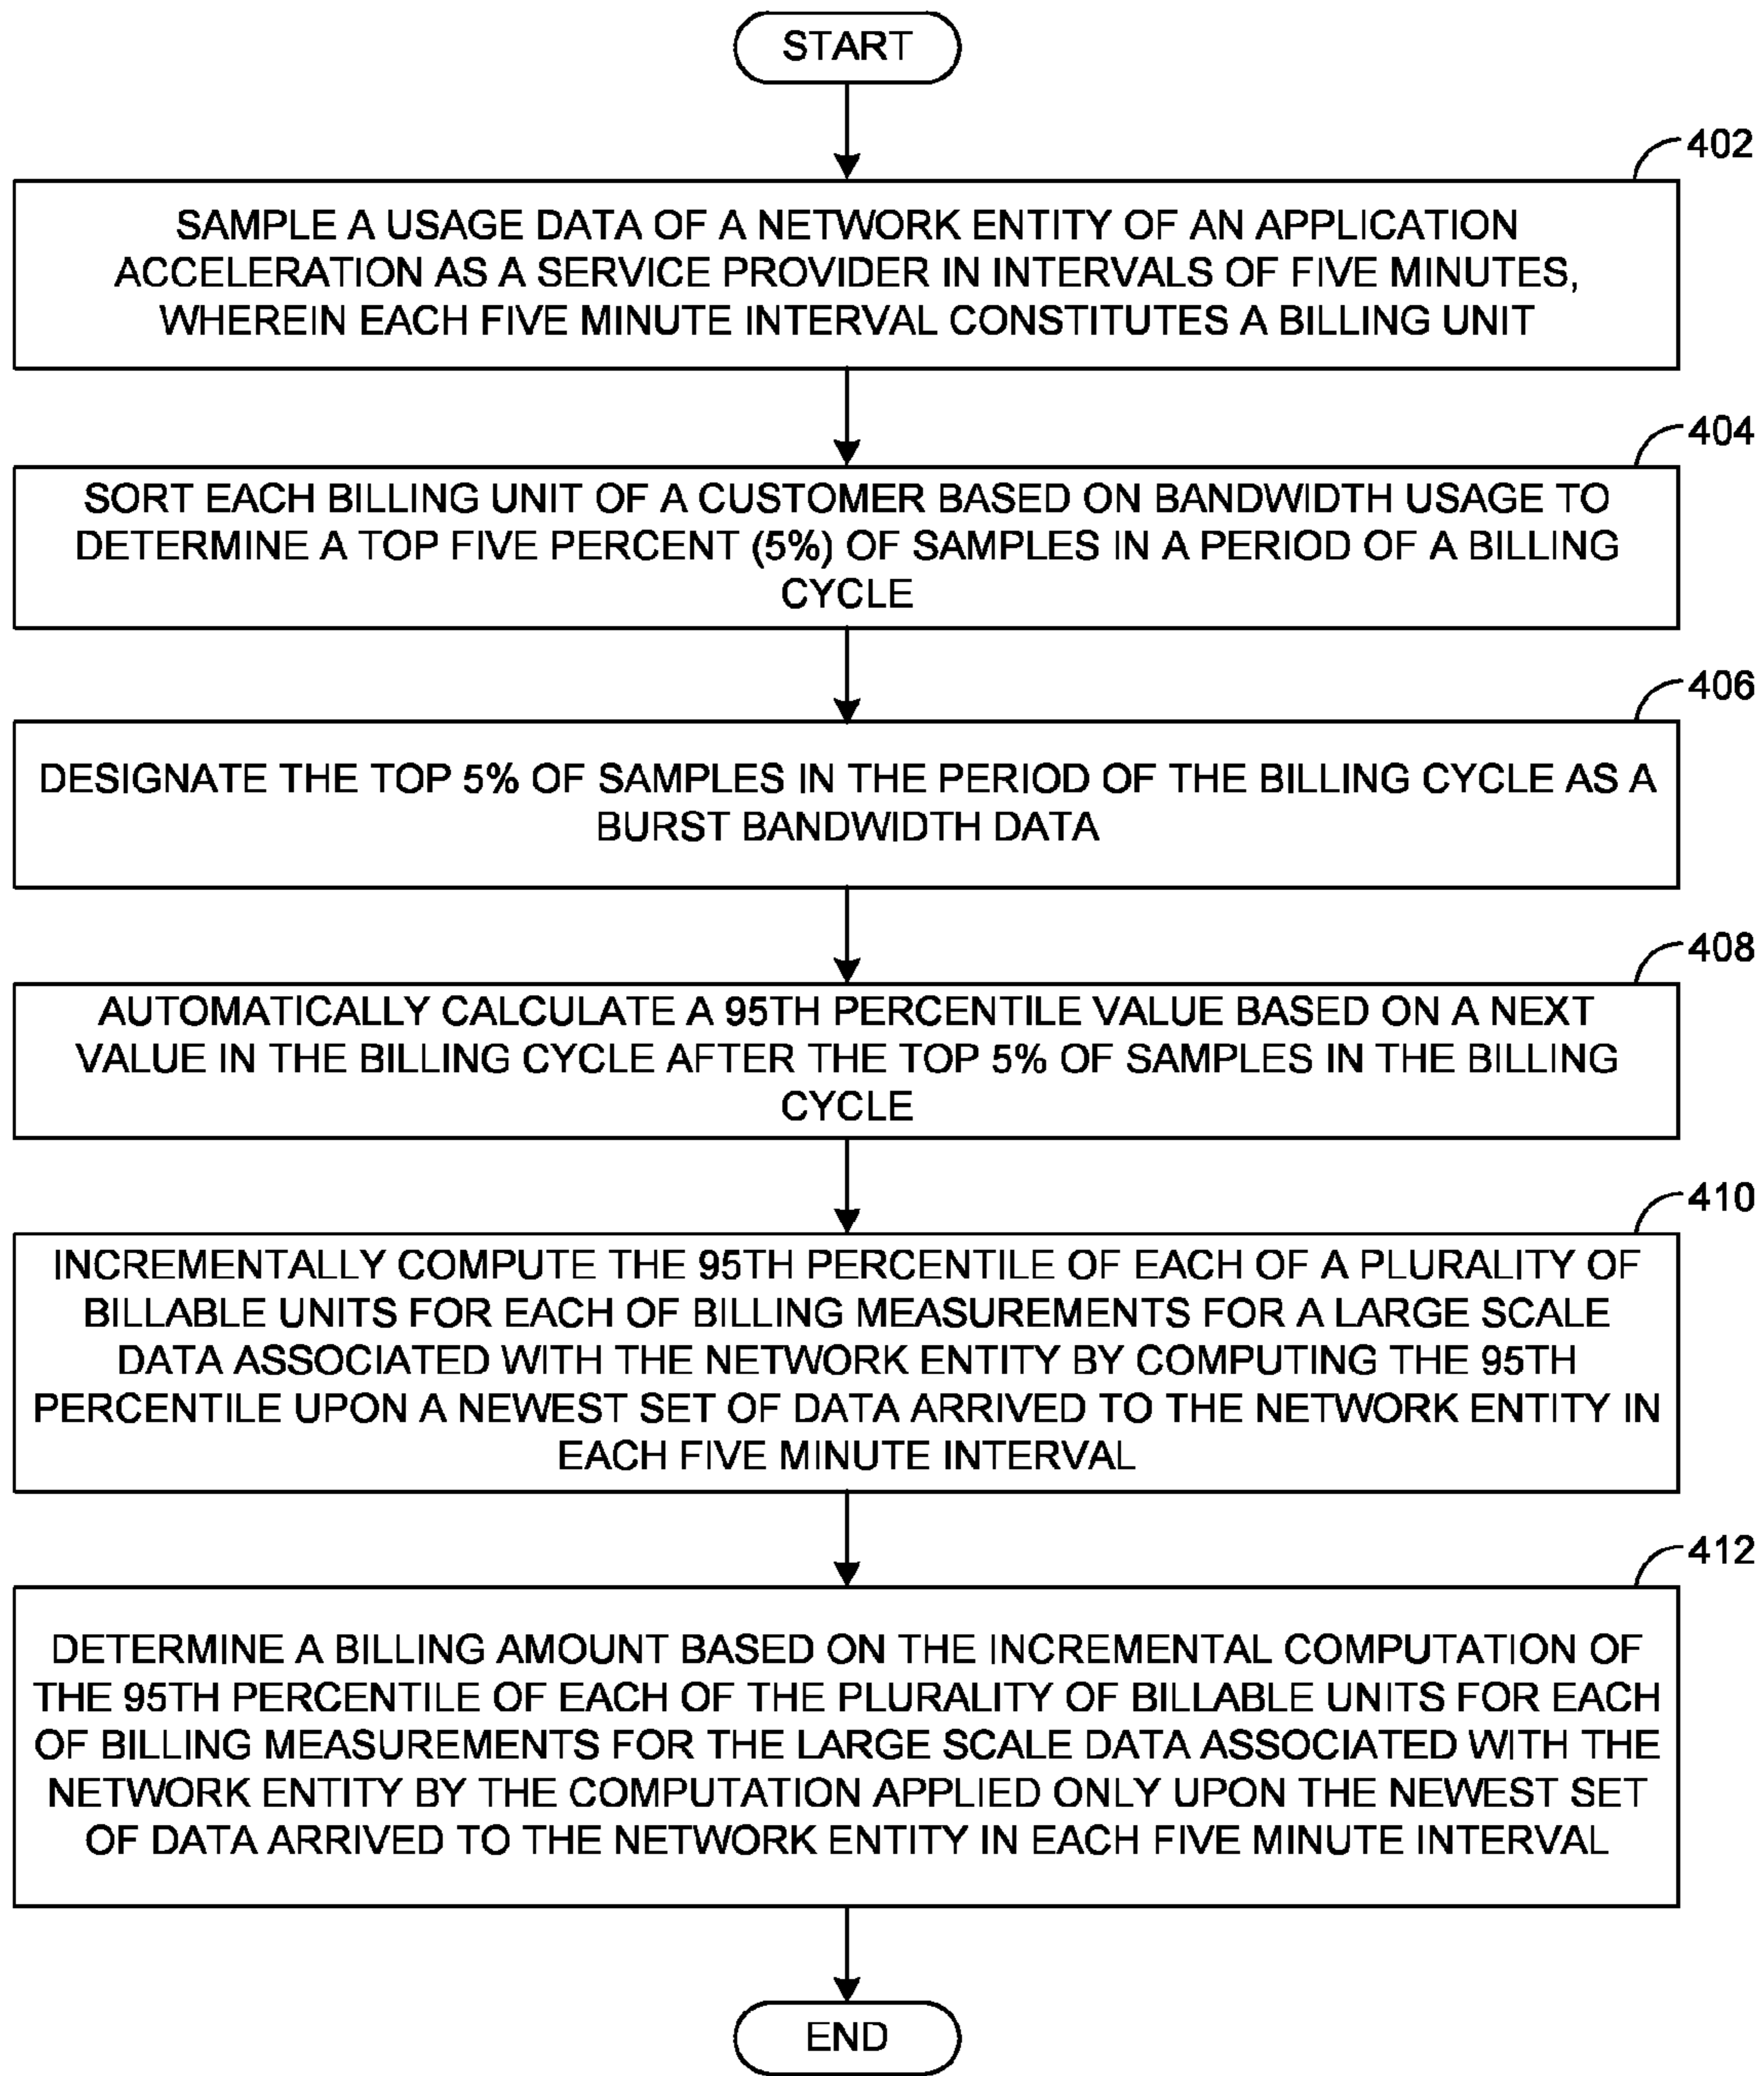 START
402
SAMPLE A USAGE DATA OF A NETWORK ENTITY OF AN APPLICATION
ACCELERATION AS A SERVICE PROVIDER IN INTERVALS OF FIVE MINUTES,
WHEREIN EACH FIVE MINUTE INTERVAL CONSTITUTES A BILLING UNIT
404
SORT EACH BILLING UNIT OF A CUSTOMER BASED ON BANDWIDTH USAGE TO
DETERMINE A TOP FIVE PERCENT (5%) OF SAMPLES IN A PERIOD OF A BILLING
CYCLE
406
DESIGNATE THE TOP 5% OF SAMPLES IN THE PERIOD OF THE BILLING CYCLE AS A
BURST BANDWIDTH DATA
408
AUTOMATICALLY CALCULATE A 95TH PERCENTILE VALUE BASED ON A NEXT
VALUE IN THE BILLING CYCLE AFTER THE TOP 5% OF SAMPLES IN THE BILLING
CYCLE
410
INCREMENTALLY COMPUTE THE 95TH PERCENTILE OF EACH OF A PLURALITY OF
BILLABLE UNITS FOR EACH OF BILLING MEASUREMENTS FOR A LARGE SCALE
DATA ASSOCIATED WITH THE NETWORK ENTITY BY COMPUTING THE 95TH
PERCENTILE UPON A NEWEST SET OF DATA ARRIVED TO THE NETWORK ENTITY IN
EACH FIVE MINUTE INTERVAL
412
DETERMINE A BILLING AMOUNT BASED ON THE INCREMENTAL COMPUTATION OF
THE 95TH PERCENTILE OF EACH OF THE PLURALITY OF BILLABLE UNITS FOR EACH
OF BILLING MEASUREMENTS FOR THE LARGE SCALE DATA ASSOCIATED WITH THE
NETWORK ENTITY BY THE COMPUTATION APPLIED ONLY UPON THE NEWEST SET
OF DATA ARRIVED TO THE NETWORK ENTITY IN EACH FIVE MINUTE INTERVAL
END